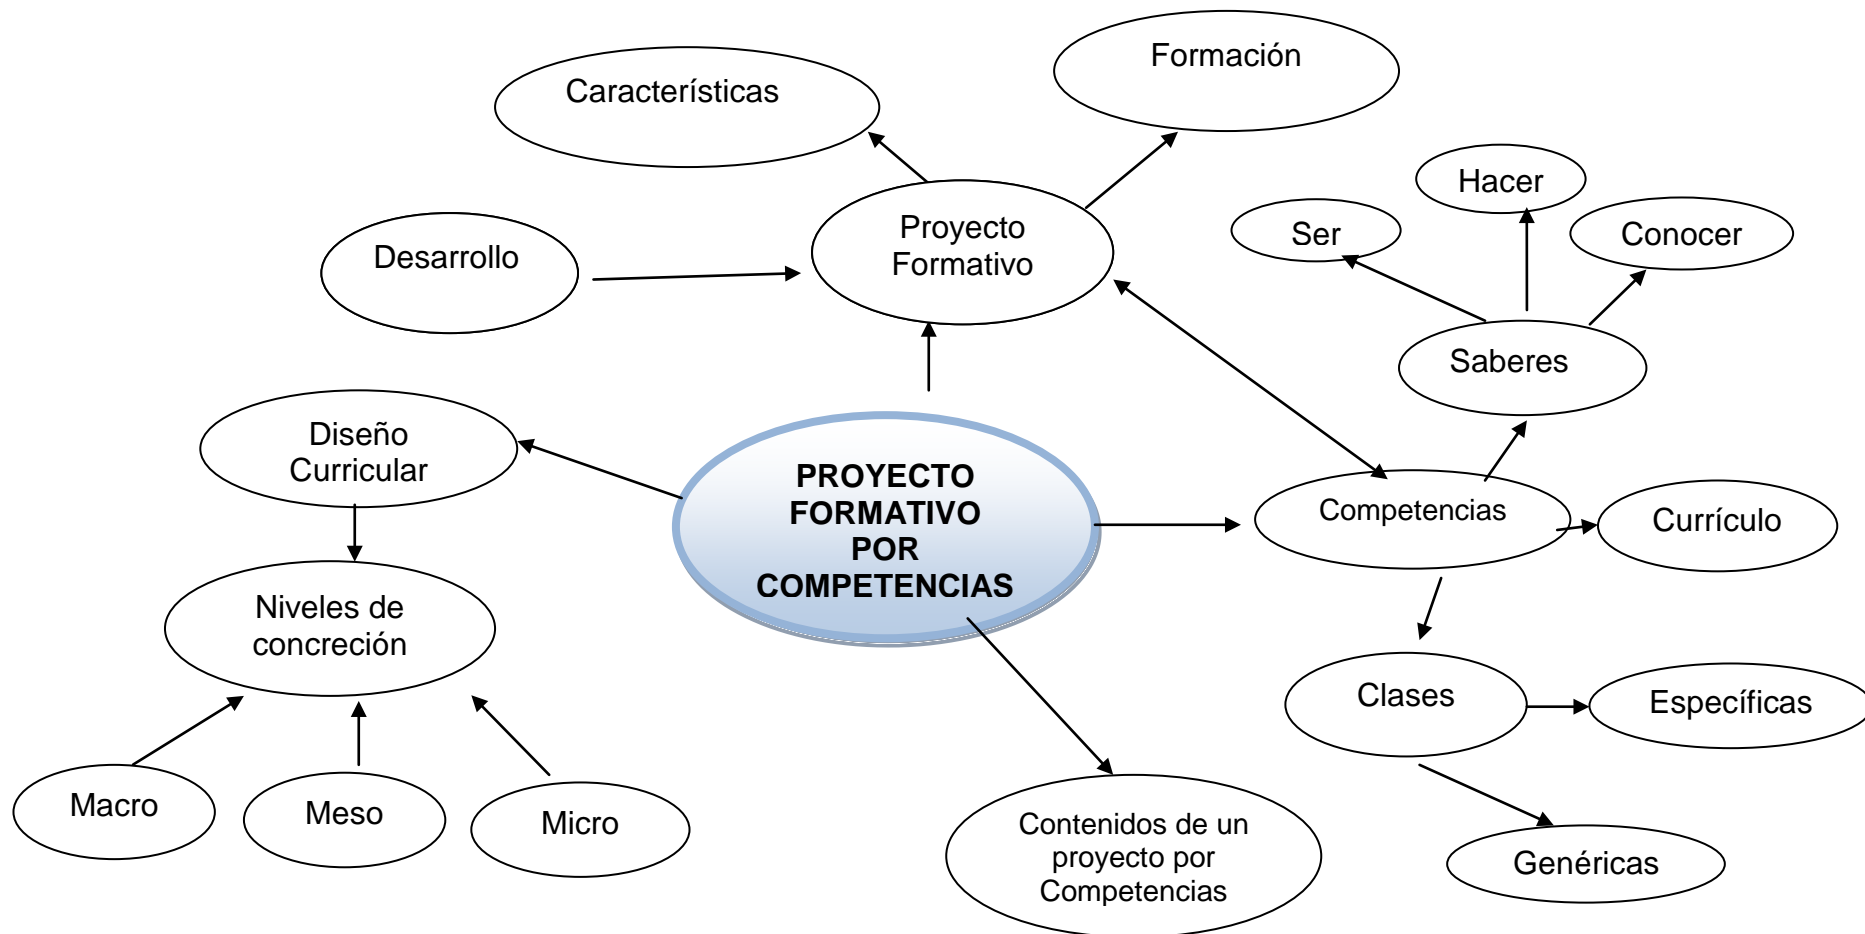 Formación
Características
Hacer
Ser
Conocer
Proyecto
Formativo
Desarrollo
Saberes
Diseño
Curricular
PROYECTO
FORMATIVO
POR
COMPETENCIAS
Competencias
Currículo
Niveles de
concreción
Clases
Específicas
Macro
Meso
Micro
Contenidos de un
proyecto por
Competencias
Genéricas